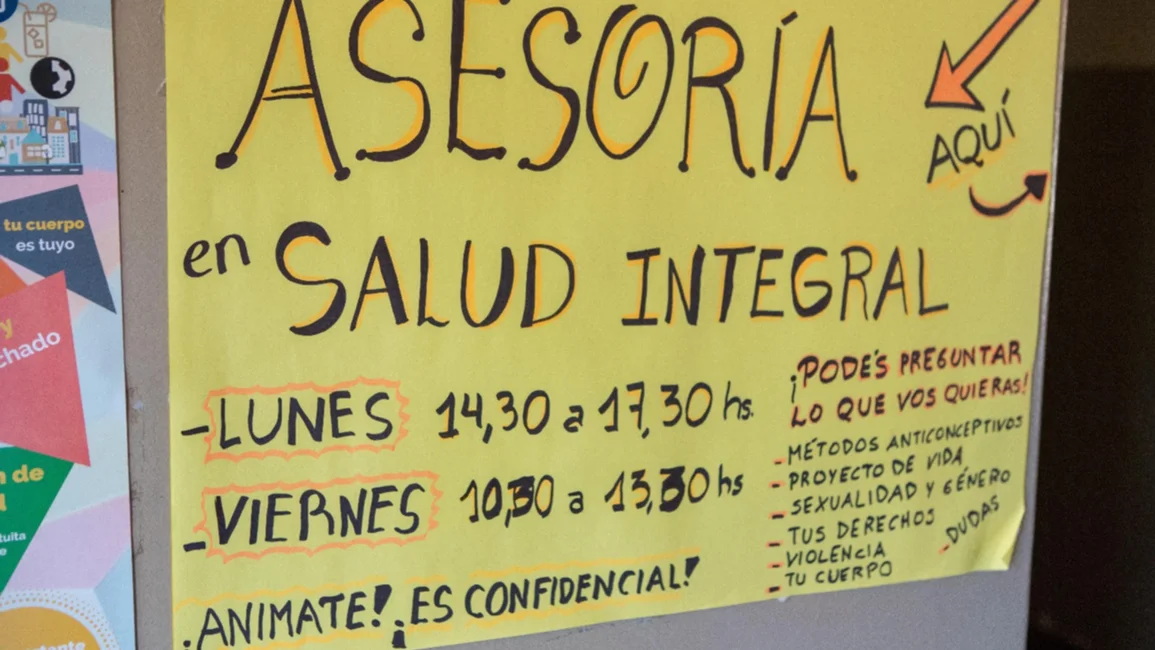 ASESORÍA
AQUÍ
en SALUD INTEGRAL
-LUNES 14,30 a 17,30 hs.
-VIERNES 10,30 a 13,30 hs
¡ANIMATE! ¡ES CONFIDENCIAL!
¡PODÉS PREGUNTAR
LO QUE VOS QUIERAS!
-MÉTODOS ANTICONCEPTIVOS
-PROYECTO DE VIDA
-SEXUALIDAD Y GÉNERO
-TUS DERECHOS
-VIOLENCIA
-TU CUERPO
-DUDAS
tu cuerpo
es tuyo